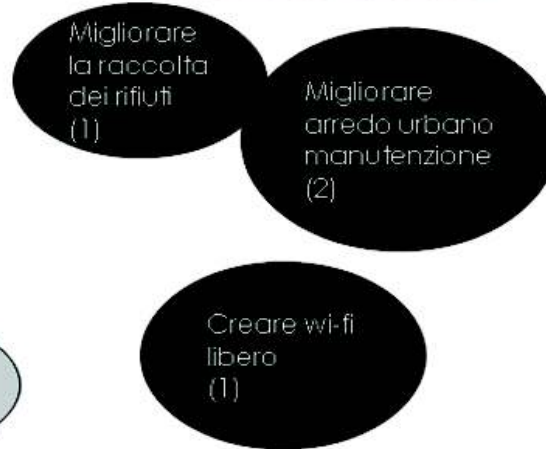 Migliorare
la raccolta
dei rifiuti
(1)
Migliorare
arredo urbano
manutenzione
(2)
Creare wi-fi
libero
(1)